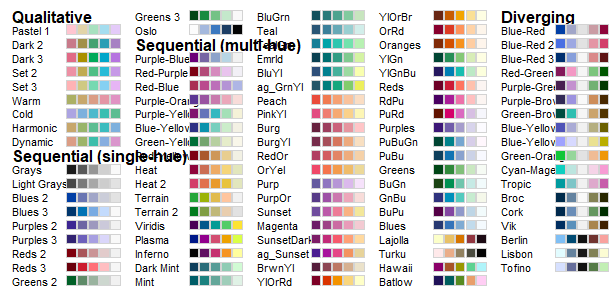 Qualitative
Pastel 1
Dark 2
Dark 3
Set 2
Set 3
Warm
Cold
Harmonic
Dynamic
Sequential (single-hue)
Grays
Light Grays
Blues 2
Blues 3
Purples 2
Purples 3
Reds 2
Reds 3
Greens 2
Greens 3
Oslo
Sequential (multi-hue)
Purple-Blue
Red-Purple
Red-Blue
Purple-Orange
Purple-Yellow
Blue-Yellow
Green-Yellow
Heat
Heat 2
Terrain
Terrain 2
Viridis
Plasma
Inferno
Dark Mint
Mint
BluGrn
Teal
Emrld
BluYl
ag_GrnYl
Peach
PinkYl
Burg
BurgYl
RedOr
OrYel
Purp
PurpOr
Sunset
Magenta
SunsetDark
ag_Sunset
BrwnYl
YlOrRd
YlOrBr
OrRd
Oranges
YlGn
YlGnBu
Reds
RdPu
PuRd
Purples
PuBuGn
PuBu
Greens
BuGn
GnBu
BuPu
Blues
Lajolla
Turku
Hawaii
Batlow
Diverging
Blue-Red
Blue-Red 2
Blue-Red 3
Red-Green
Purple-Green
Purple-Brown
Green-Brown
Blue-Yellow 2
Blue-Yellow 3
Green-Orange
Cyan-Magenta
Tropic
Broc
Cork
Vik
Berlin
Lisbon
Tofino